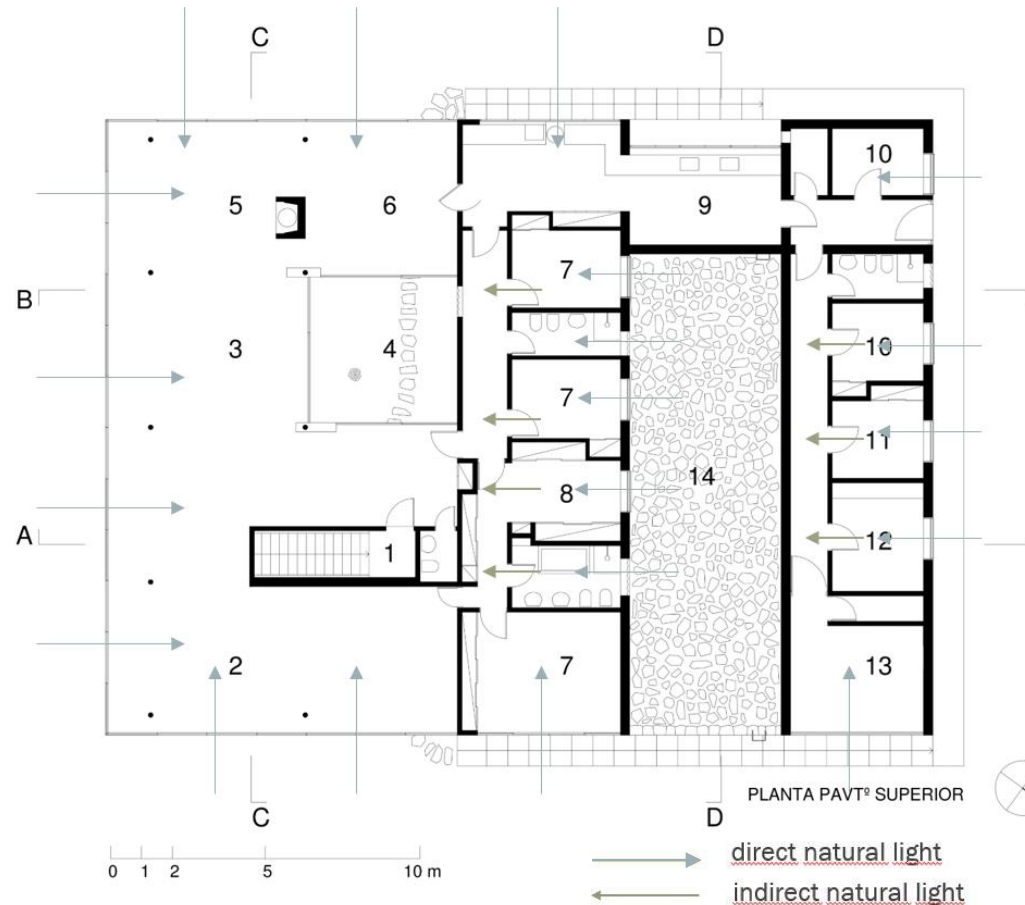 C D
10
5 6 9
7
B
3 4 10
7
11
14
8
A 1 12
2 7 13
PLANTA PAVTº SUPERIOR
C D
0 1 2 5 10 m
direct natural light
indirect natural light